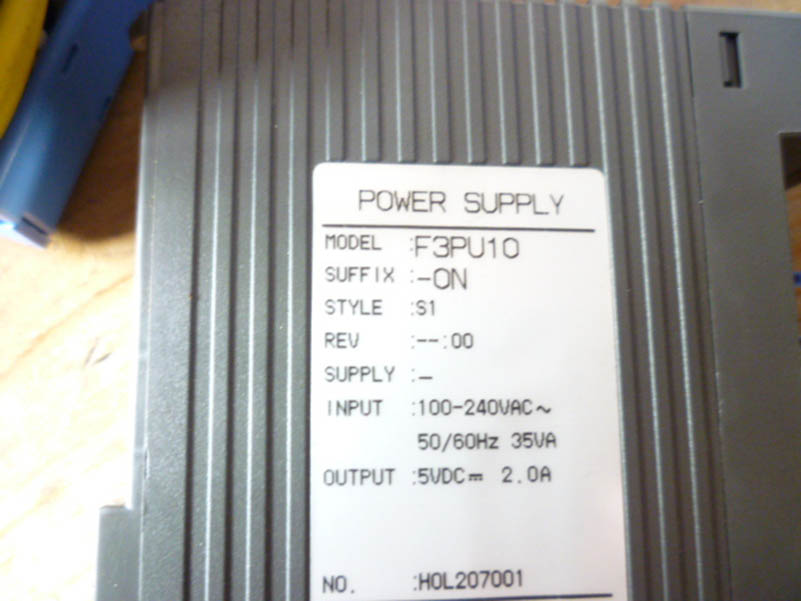 POWER SUPPLY
MODEL :F3PU10
SUFFIX :-0N
STYLE :S1
REV :--:00
SUPPLY :-
INPUT :100-240VAC~
50/60Hz 35VA
OUTPUT :5VDC⎓ 2.0A
NO. :H0L207001